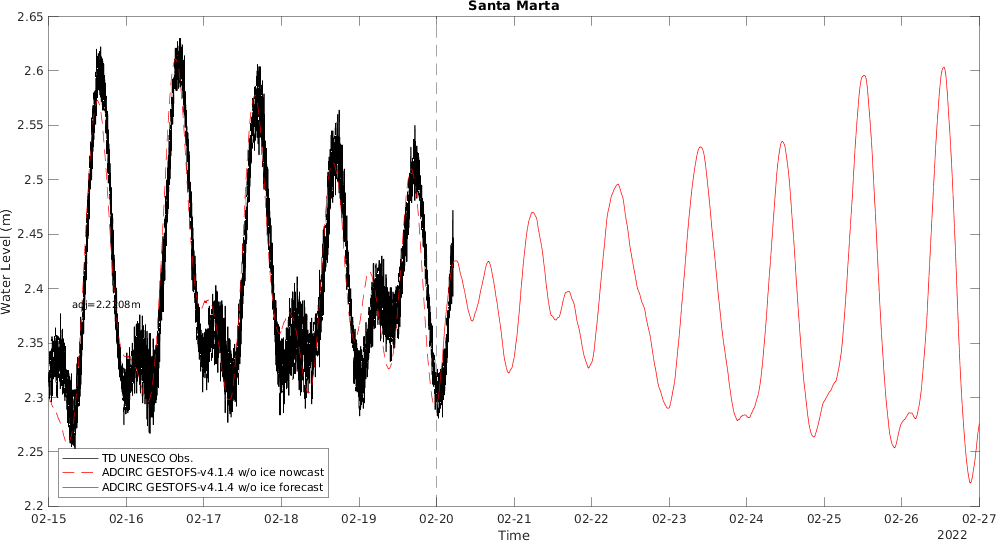 Santa Marta
2.65
2.6
2.55
2.5
2.45
2.4
2.35
2.3
2.25
2.2
Water Level (m)
adj=2.2208m
TD UNESCO Obs.
ADCIRC GESTOFS-v4.1.4 w/o ice nowcast
ADCIRC GESTOFS-v4.1.4 w/o ice forecast
02-15 02-16 02-17 02-18 02-19 02-20 02-21 02-22 02-23 02-24 02-25 02-26 02-27
2022
Time